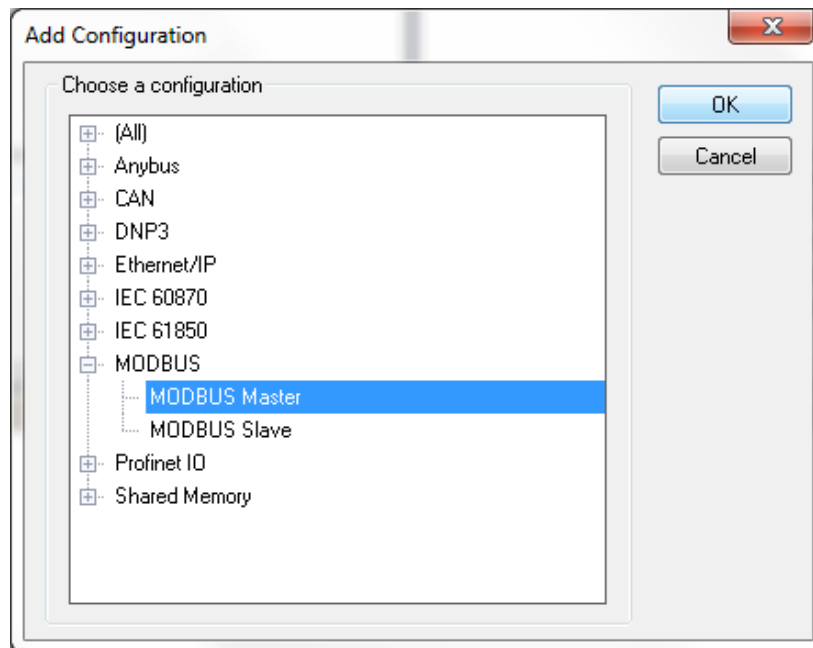 Add Configuration
Choose a configuration
(All)
Anybus
CAN
DNP3
Ethernet/IP
IEC 60870
IEC 61850
MODBUS
MODBUS Master
MODBUS Slave
Profinet IO
Shared Memory
OK
Cancel